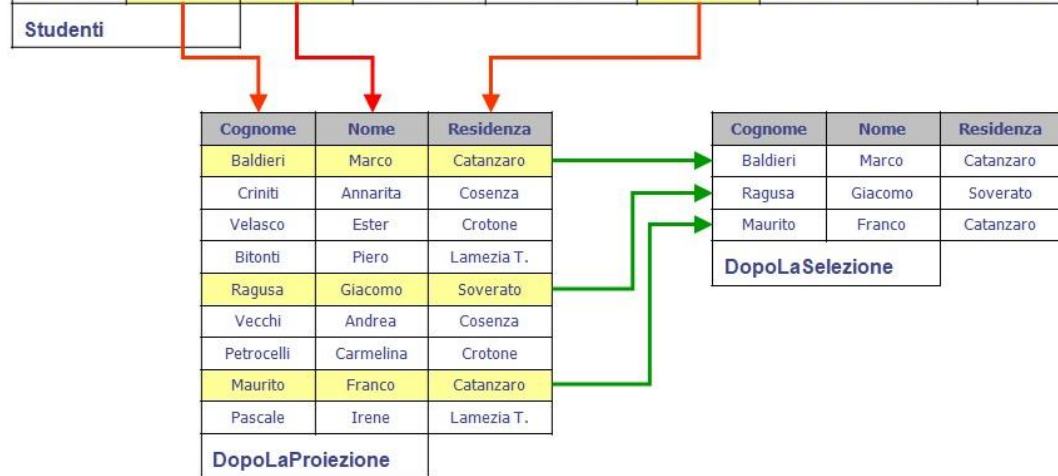 Studenti
Cognome Nome Residenza
Baldieri Marco Catanzaro
Criniti Annarita Cosenza
Velasco Ester Crotone
Bitonti Piero Lamezia T.
Ragusa Giacomo Soverato
Vecchi Andrea Cosenza
Petrocelli Carmelina Crotone
Maurito Franco Catanzaro
Pascale Irene Lamezia T.
DopoLaProiezione
Cognome Nome Residenza
Baldieri Marco Catanzaro
Ragusa Giacomo Soverato
Maurito Franco Catanzaro
DopoLaSelezione